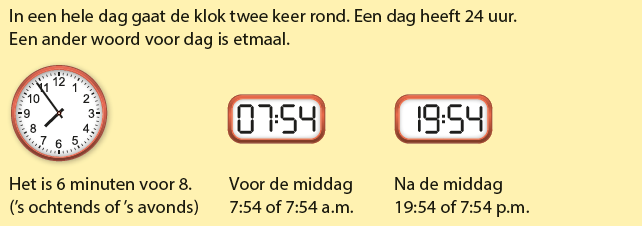 In een hele dag gaat de klok twee keer rond. Een dag heeft 24 uur.
Een ander woord voor dag is etmaal.
12
1
2
3
4
5
6
7
8
9
10
11
07:54
19:54
Het is 6 minuten voor 8.
('s ochtends of 's avonds)
Voor de middag
7:54 of 7:54 a.m.
Na de middag
19:54 of 7:54 p.m.